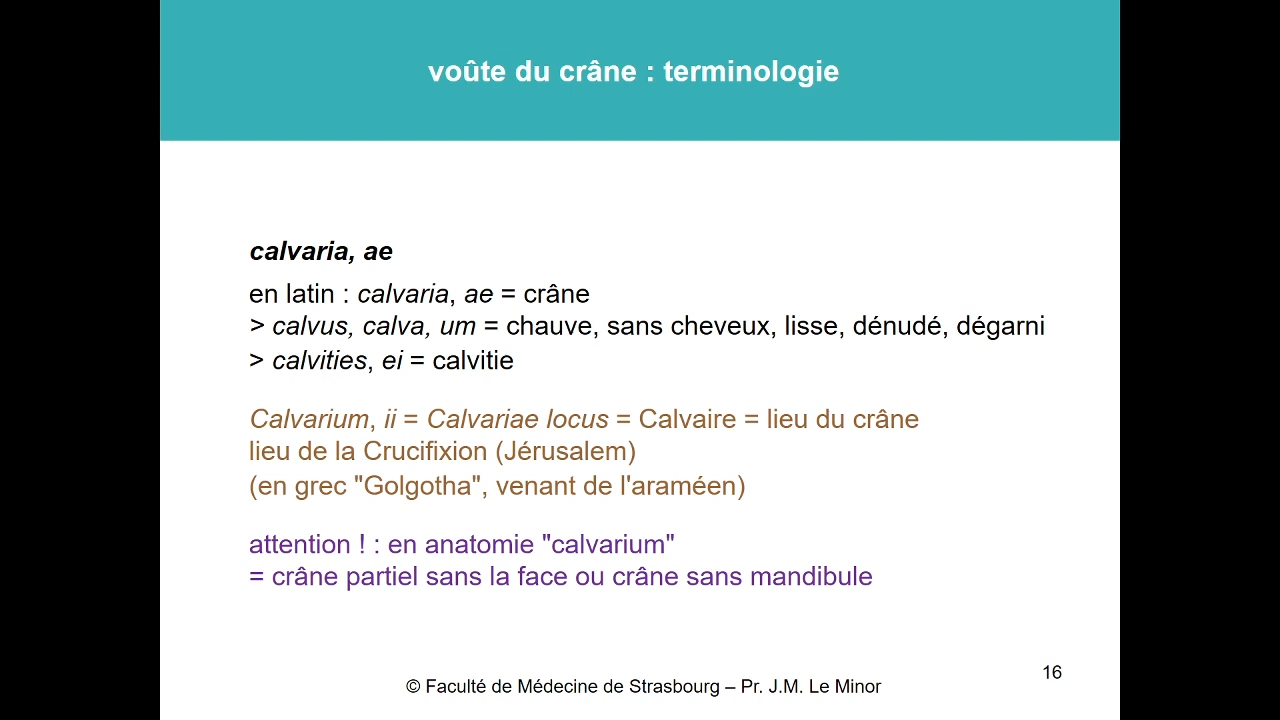 voûte du crâne : terminologie
calvaria, ae
en latin : calvaria, ae = crâne
> calvus, calva, um = chauve, sans cheveux, lisse, dénudé, dégarni
> calvities, ei = calvitie
Calvarium, ii = Calvariae locus = Calvaire = lieu du crâne
lieu de la Crucifixion (Jérusalem)
(en grec "Golgotha", venant de l'araméen)
attention ! : en anatomie "calvarium"
= crâne partiel sans la face ou crâne sans mandibule
16
© Faculté de Médecine de Strasbourg – Pr. J.M. Le Minor